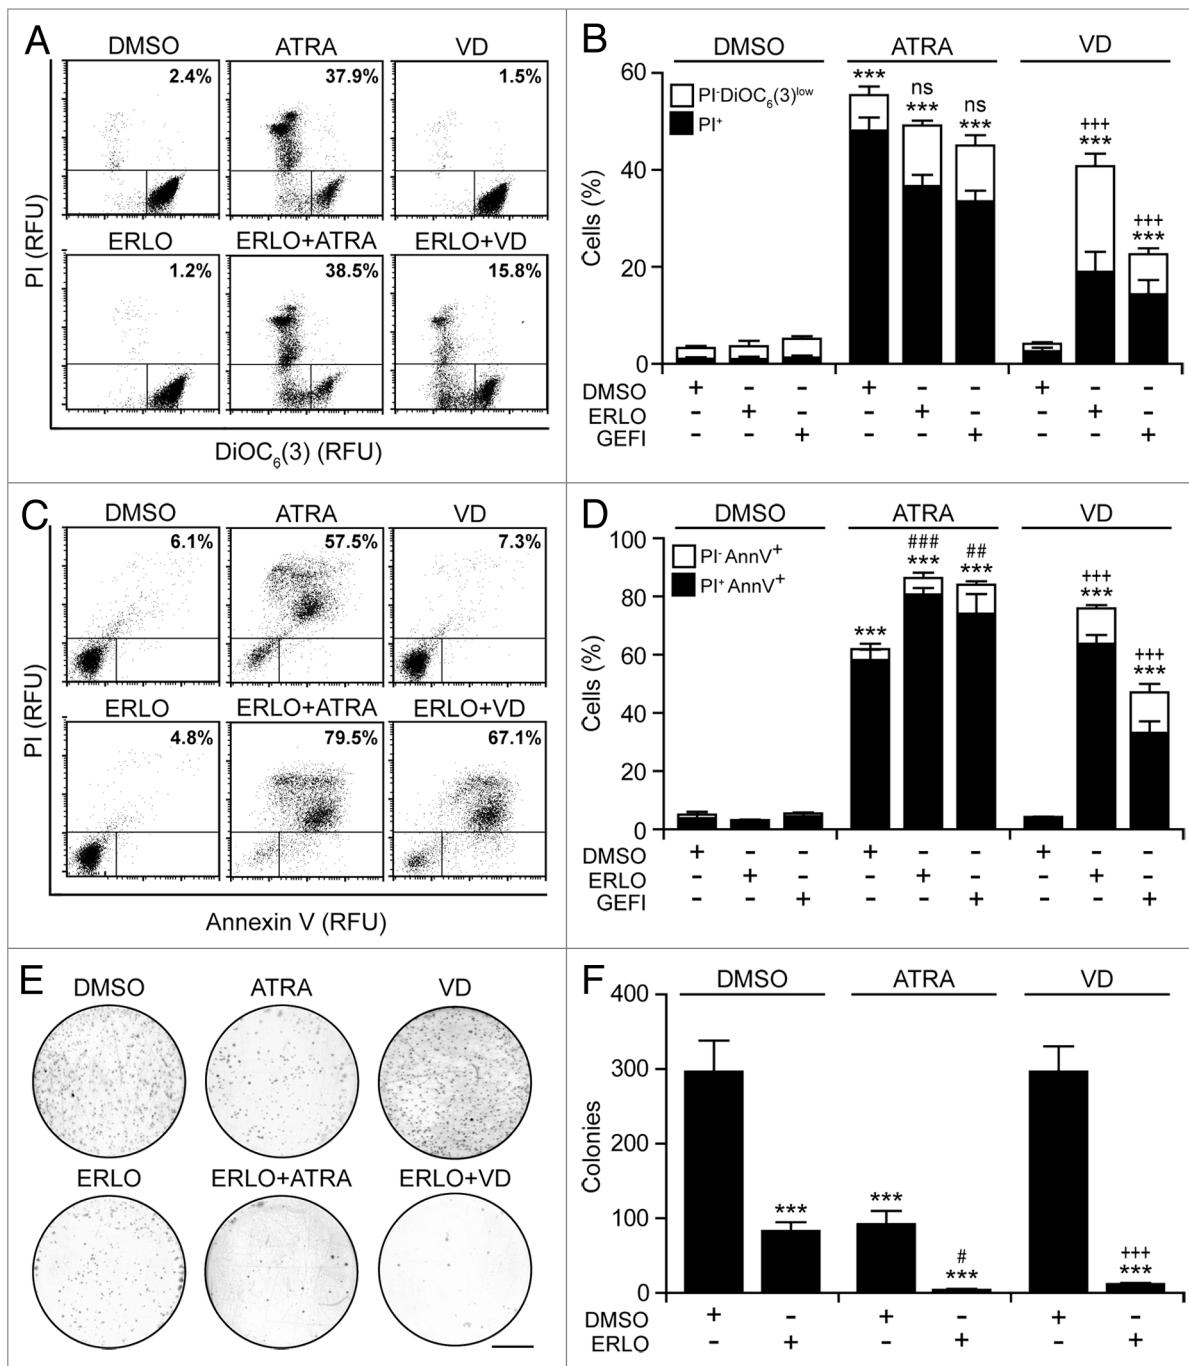 A
DMSO ATRA VD
2.4% 37.9% 1.5%
ERLO ERLO+ATRA ERLO+VD
1.2% 38.5% 15.8%
PI (RFU)
DiOC6(3) (RFU)
B
DMSO ATRA VD
PI-DiOC6(3)low
PI+
60
40
20
0
Cells (%)
*** ns *** ns *** +++ *** +++ ***
DMSO + - - + - - + - -
ERLO - + - - + - - + -
GEFI - - + - - + - - +
C
DMSO ATRA VD
6.1% 57.5% 7.3%
ERLO ERLO+ATRA ERLO+VD
4.8% 79.5% 67.1%
PI (RFU)
Annexin V (RFU)
D
DMSO ATRA VD
PI- AnnV+
PI+ AnnV+
100
80
60
40
20
0
Cells (%)
*** ### *** ## *** +++ *** +++ ***
DMSO + - - + - - + - -
ERLO - + - - + - - + -
GEFI - - + - - + - - +
E
DMSO ATRA VD
ERLO ERLO+ATRA ERLO+VD
F
DMSO ATRA VD
400
300
200
100
0
Colonies
*** *** # *** +++ ***
DMSO + - + - + -
ERLO - + - + - +